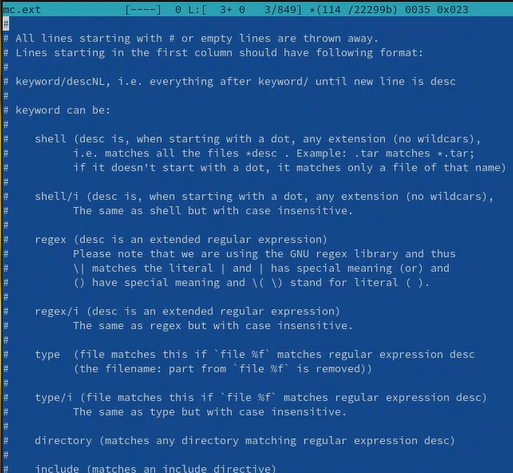 mc.ext [----] 0 L:[ 3+ 0 3/849] *(114 /22299b) 0035 0x023
#
# All lines starting with # or empty lines are thrown away.
# Lines starting in the first column should have following format:
#
# keyword/descNL, i.e. everything after keyword/ until new line is desc
#
# keyword can be:
#
# shell (desc is, when starting with a dot, any extension (no wildcars),
# i.e. matches all the files *desc . Example: .tar matches *.tar;
# if it doesn't start with a dot, it matches only a file of that name)
#
# shell/i (desc is, when starting with a dot, any extension (no wildcars),
# The same as shell but with case insensitive.
#
# regex (desc is an extended regular expression)
# Please note that we are using the GNU regex library and thus
# \| matches the literal | and | has special meaning (or) and
# () have special meaning and \( \) stand for literal ( ).
#
# regex/i (desc is an extended regular expression)
# The same as regex but with case insensitive.
#
# type (file matches this if `file %f` matches regular expression desc
# (the filename: part from `file %f` is removed))
#
# type/i (file matches this if `file %f` matches regular expression desc)
# The same as type but with case insensitive.
#
# directory (matches any directory matching regular expression desc)
#
# include (matches an include directive)